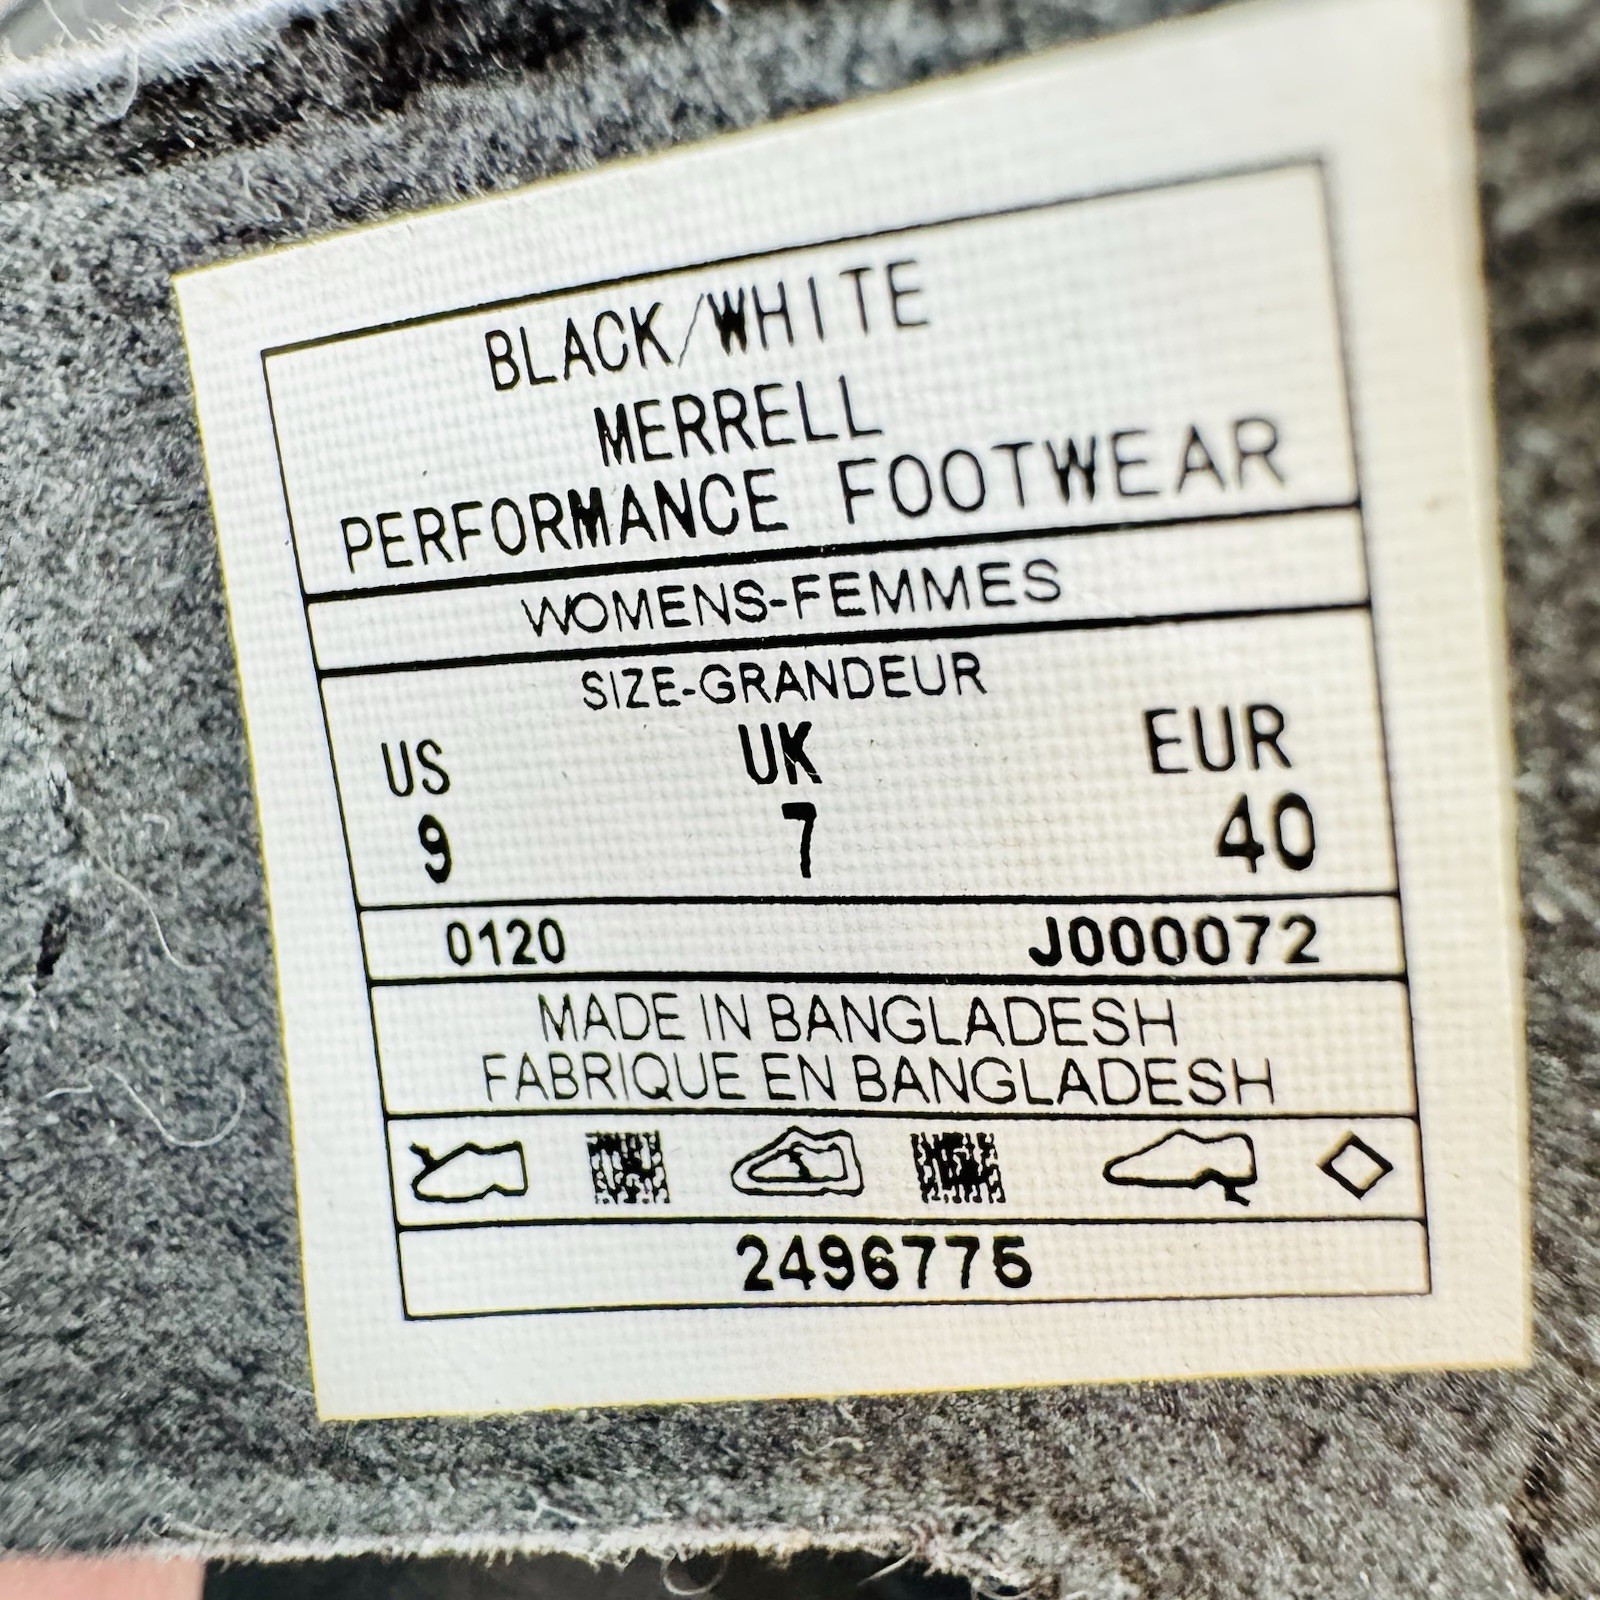 BLACK/WHITE
MERRELL
PERFORMANCE FOOTWEAR
WOMENS-FEMMES
SIZE-GRANDEUR
US UK EUR
9 7 40
0120 J000072
MADE IN BANGLADESH
FABRIQUE EN BANGLADESH
2496775